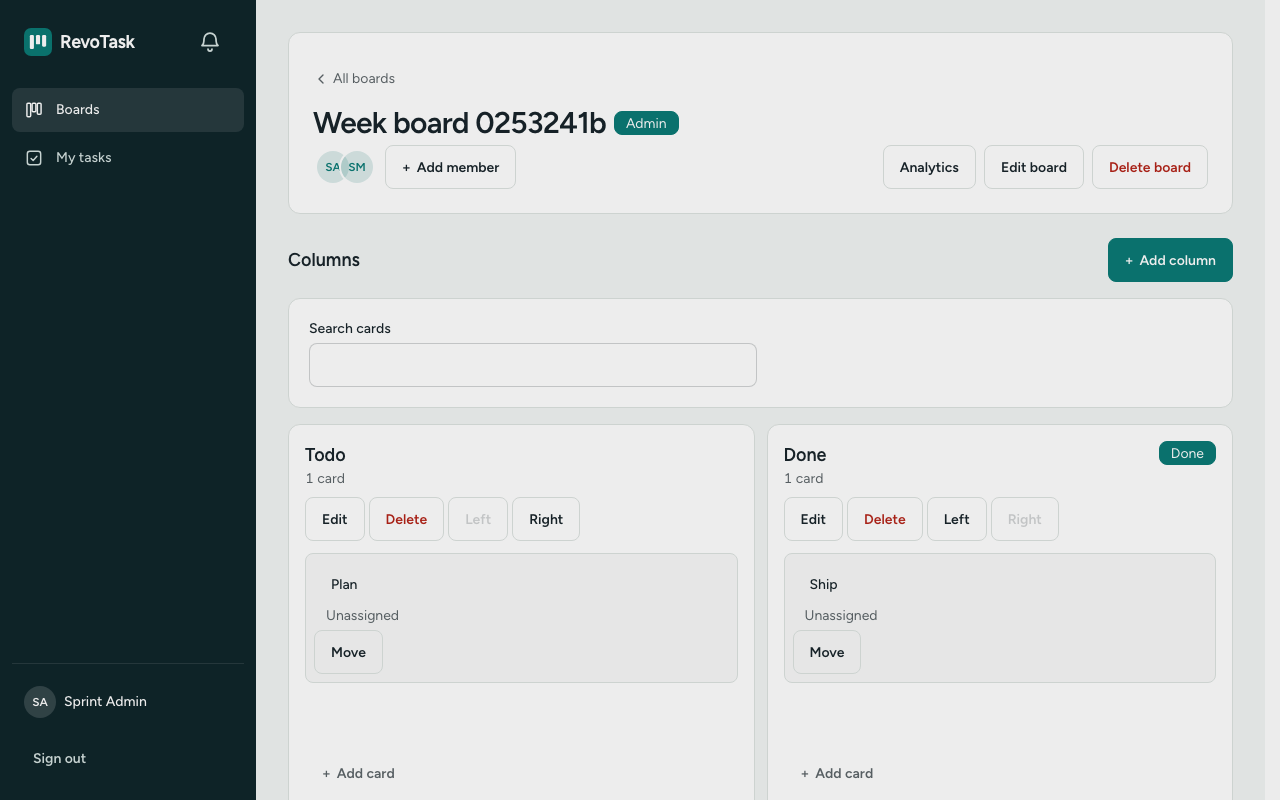 RevoTask
Boards
My tasks
SA Sprint Admin
Sign out
All boards
Week board 0253241b Admin
SA SM + Add member Analytics Edit board Delete board
Columns + Add column
Search cards
Todo
1 card
Edit Delete Left Right
Plan
Unassigned
Move
+ Add card
Done Done
1 card
Edit Delete Left Right
Ship
Unassigned
Move
+ Add card